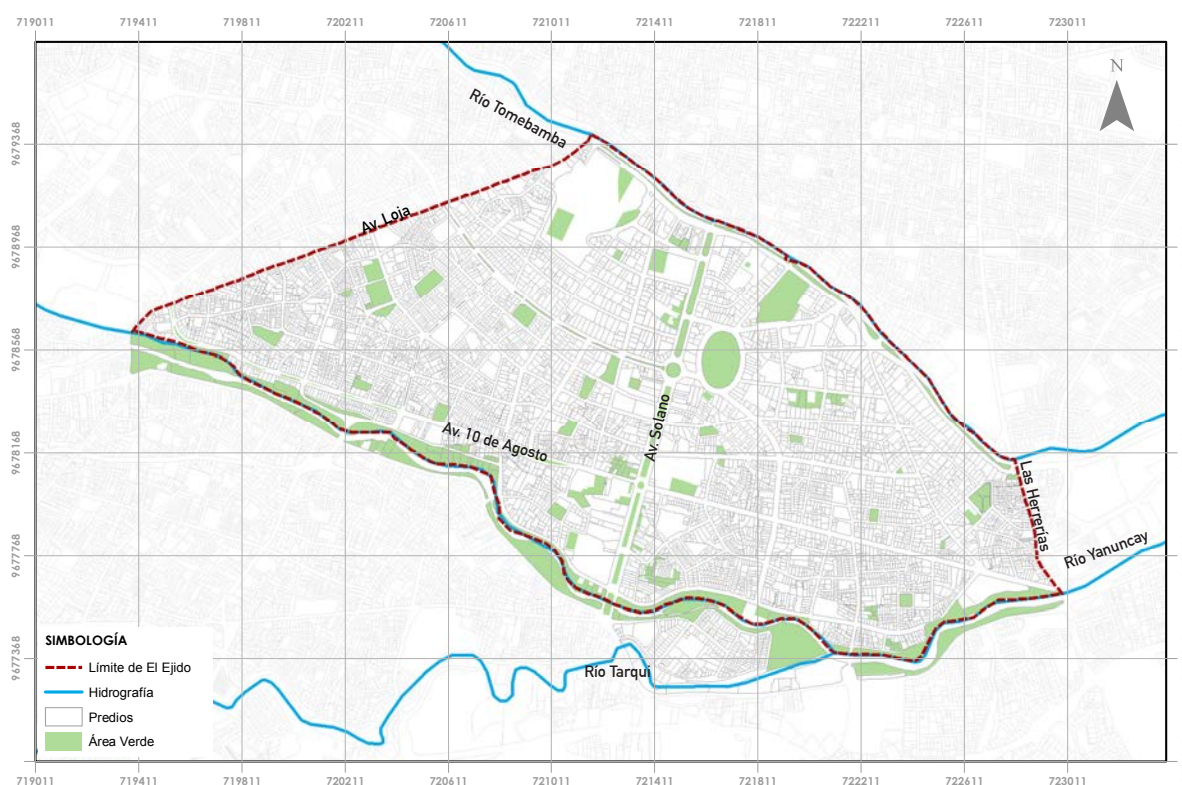 719011 719411 719811 720211 720611 721011 721411 721811 722211 722611 723011
N
Río Tomebamba
9679368
Av. Loja
9678968
9678568
Av. Solano
Av. 10 de Agosto
9678168
Las Herrerías
Río Yanuncay
9677768
SIMBOLOGÍA
Límite de El Ejido
Río Tarqui
9677368
Hidrografía
Predios
Área Verde
719011 719411 719811 720211 720611 721011 721411 721811 722211 722611 723011